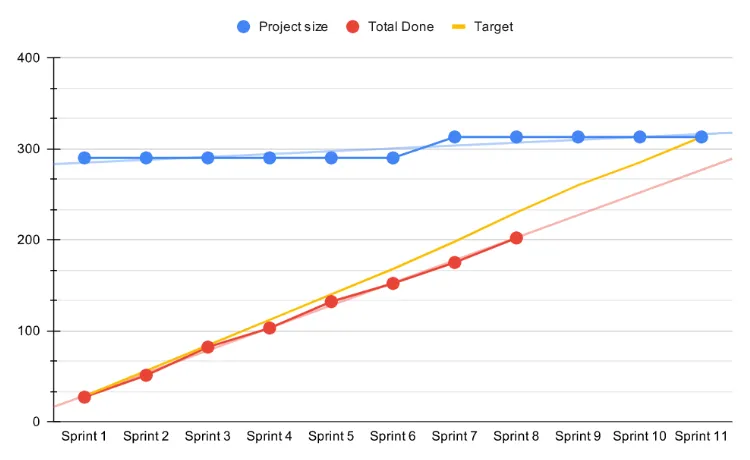 Project size Total Done Target
400
300
200
100
0
Sprint 1 Sprint 2 Sprint 3 Sprint 4 Sprint 5 Sprint 6 Sprint 7 Sprint 8 Sprint 9 Sprint 10 Sprint 11